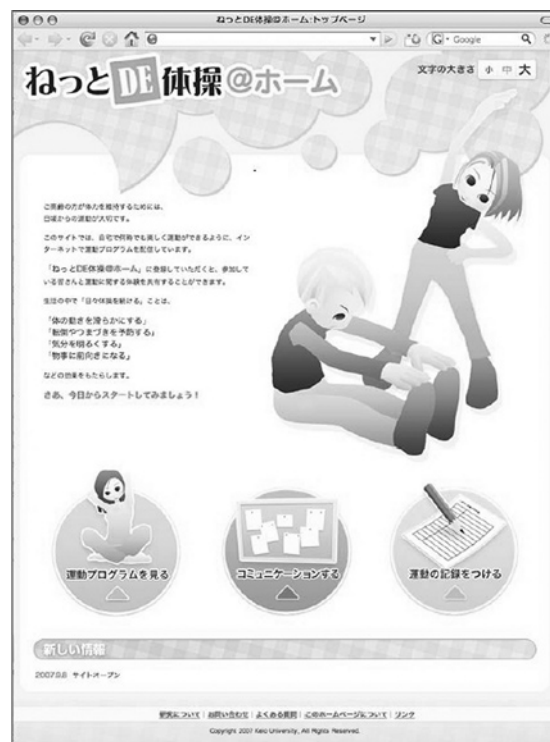 ねっとDE体操@ホーム:トップページ
G - Google
ねっとDE体操@ホーム
文字の大きさ 小 中 大
ご高齢の方が体力を維持するためには、
日頃からの運動が大切です。
このサイトでは、自宅で何時でも楽しく運動ができるように、イン
ターネットで運動プログラムを配信しています。
「ねっとDE体操@ホーム」に登録していただくと、参加して
いる皆さんと運動に関する体験を共有することができます。
生活の中で「日々体操を続ける」ことは、
「体の動きを滑らかにする」
「転倒やつまづきを予防する」
「気分を明るくする」
「物事に前向きになる」
などの効果をもたらします。
さあ、今日からスタートしてみましょう！
運動プログラムを見る
コミュニケーションする
運動の記録をつける
新しい情報
2007.9.8 サイトオープン
研究について | お問い合わせ | よくある質問 | このホームページについて | リンク
Copyright 2007 Keio University, All Rights Reserved.